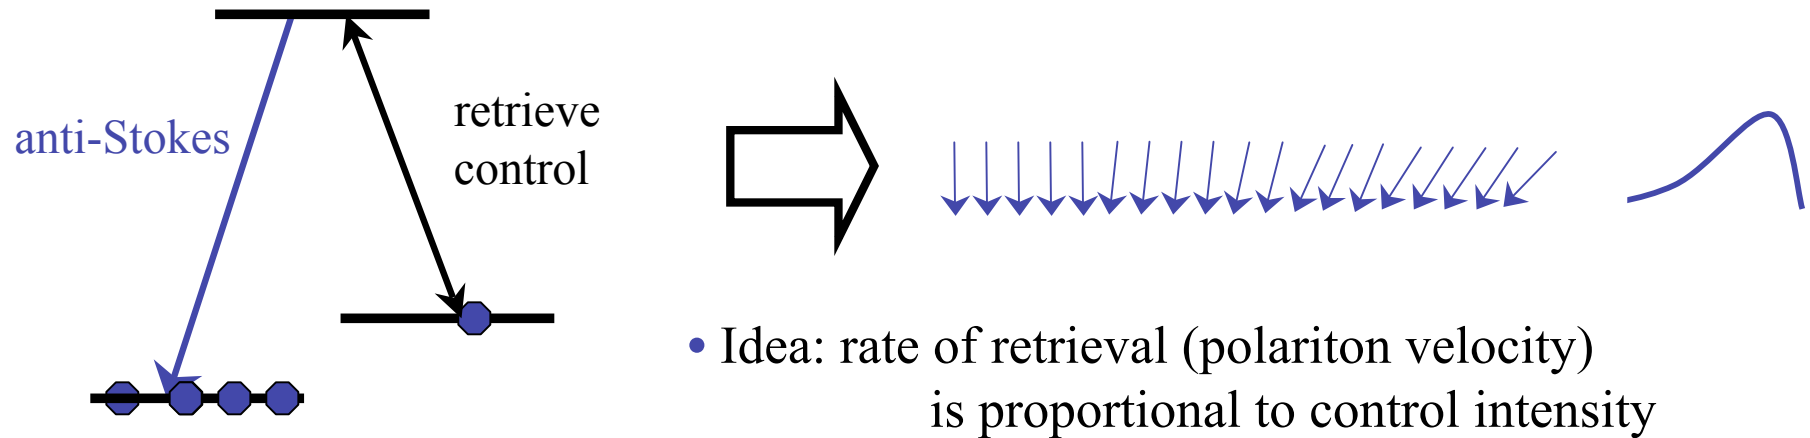 anti-Stokes
retrieve
control
• Idea: rate of retrieval (polariton velocity)
is proportional to control intensity